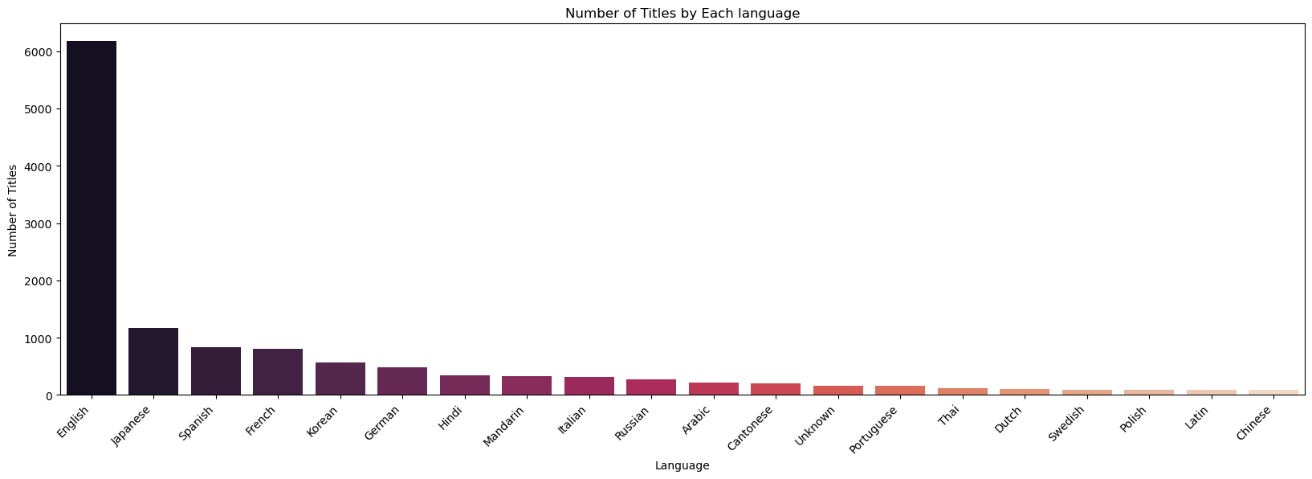 Number of Titles by Each language
Number of Titles
6000
5000
4000
3000
2000
1000
0
English
Japanese
Spanish
French
Korean
German
Hindi
Mandarin
Italian
Russian
Arabic
Cantonese
Unknown
Portuguese
Thai
Dutch
Swedish
Polish
Latin
Chinese
Language